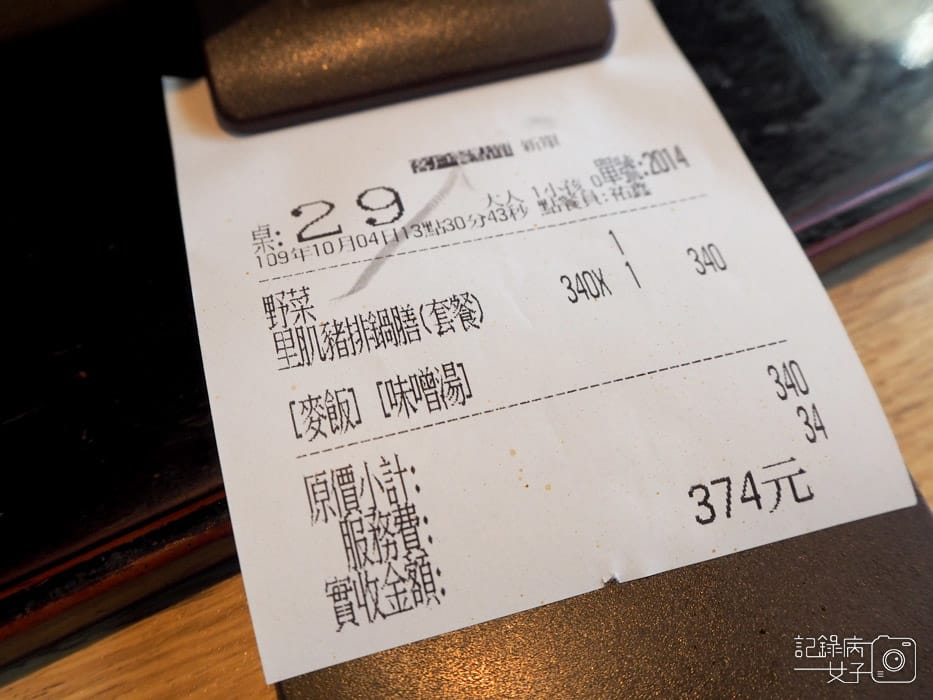 新單
桌: 29 大人 1小孩 0單號:2014
109年10月04日13點30分43秒 點餐員:祐鑫
野菜 1
里肌豬排鍋膳(套餐) 340X 1 340
[麥飯] [味噌湯]
原價小計: 340
服務費: 34
實收金額: 374元
記錄病
女子